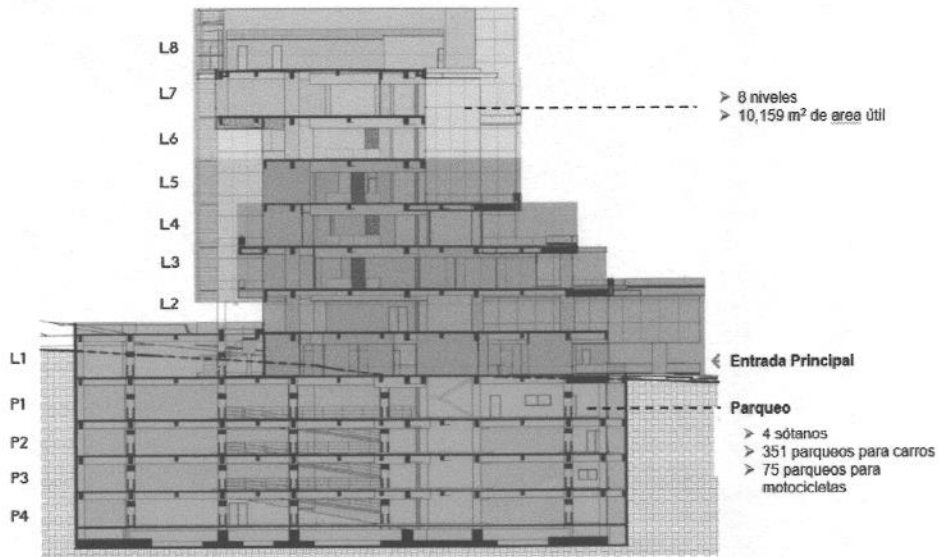 L8
L7
L6
L5
L4
L3
L2
L1
P1
P2
P3
P4
➢ 8 niveles
➢ 10,159 m² de area útil
Entrada Principal
Parqueo
➢ 4 sótanos
➢ 351 parqueos para carros
➢ 75 parqueos para
motocicletas